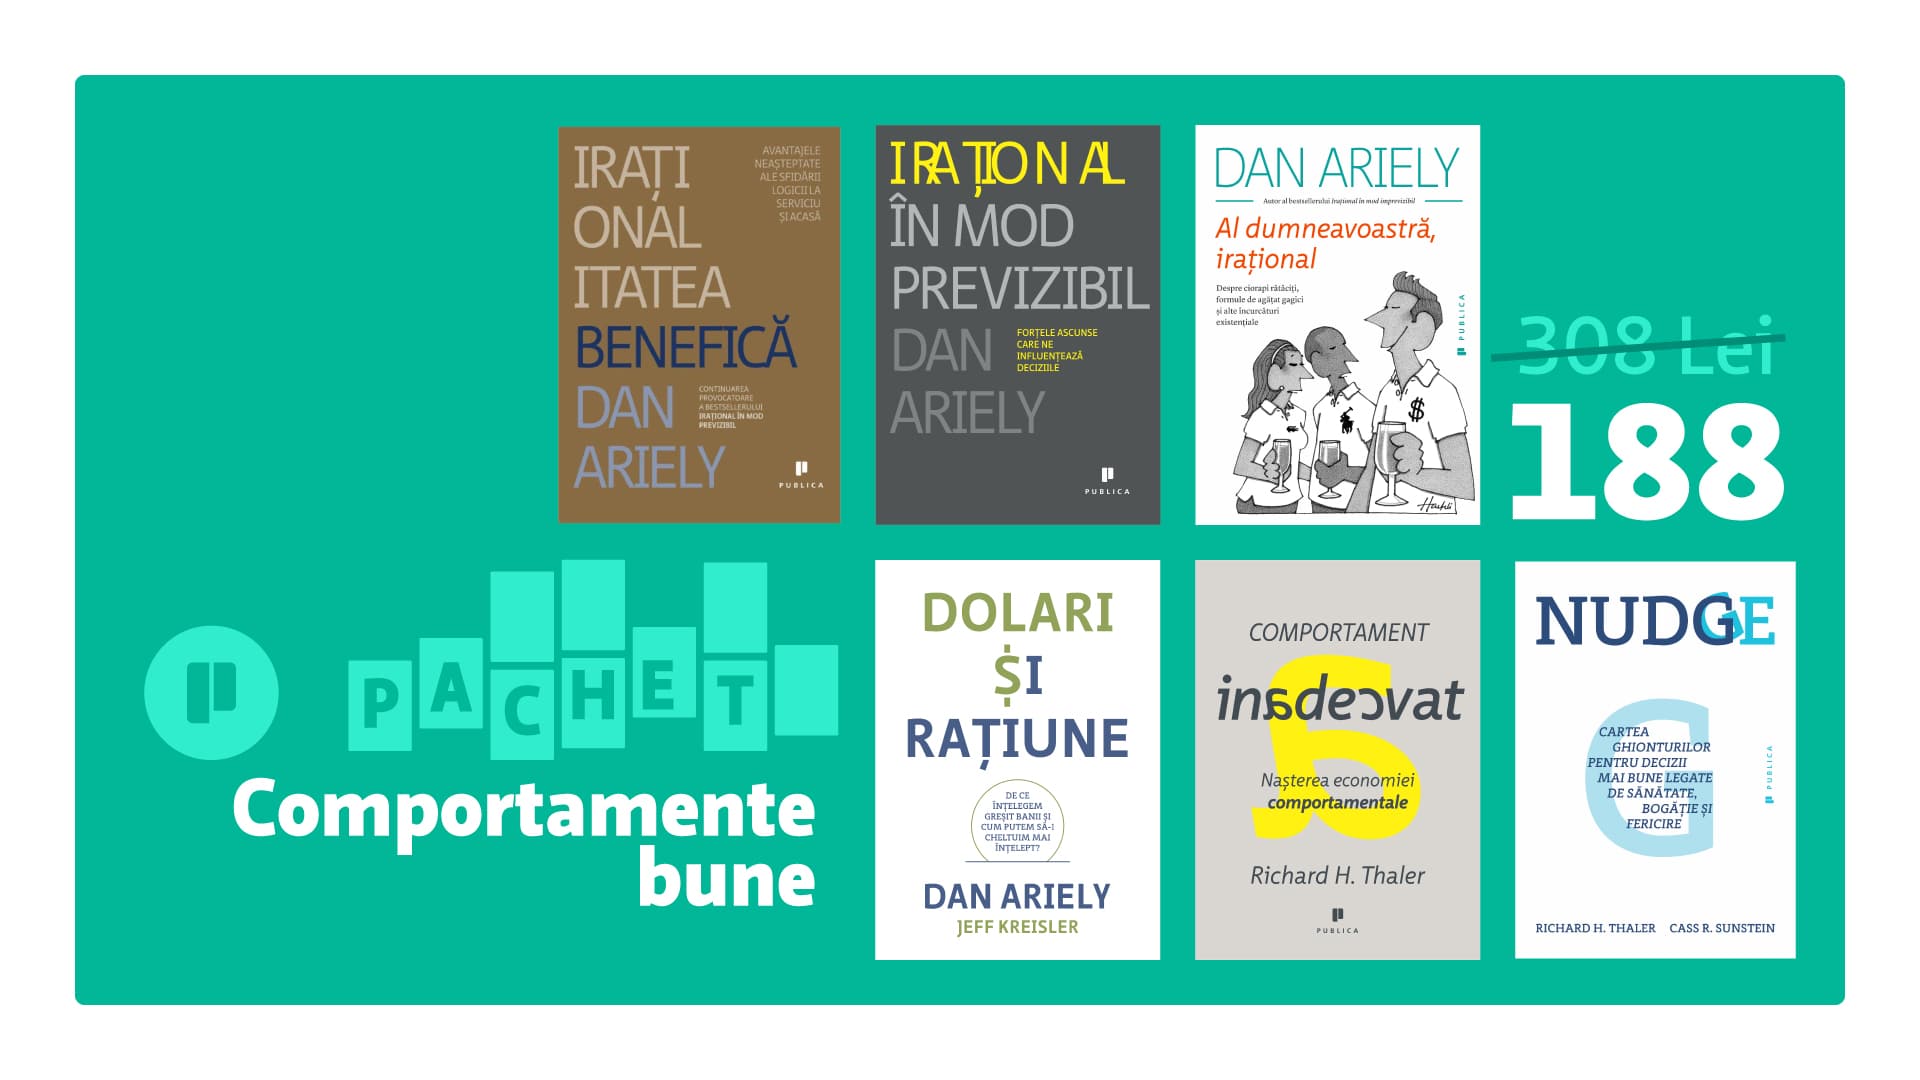 IRAȚI
ONAL
ITATEA
BENEFICĂ
DAN
ARIELY
AVANTAJELE
NEAȘTEPTATE
ALE SFIDĂRII
LOGICII LA
SERVICIU
ȘI ACASĂ
CONTINUAREA
PROVOCATOARE
A BESTSELLERULUI
IRAȚIONAL ÎN MOD
PREVIZIBIL
PUBLICA
IRAȚIONAL
ÎN MOD
PREVIZIBIL
DAN
ARIELY
FORȚELE ASCUNSE
CARE NE
INFLUENȚEAZĂ
DECIZIILE
PUBLICA
DAN ARIELY
Autor al bestsellerului Irațional în mod imprevizibil
Al dumneavoastră,
irațional
Despre ciorapi rătăciți,
formule de agățat gagici
și alte încurcături
existențiale
PUBLICA
$
308 Lei
188
PACHET
Comportamente
bune
DOLARI
ȘI
RAȚIUNE
DE CE
ÎNȚELEGEM
GREȘIT BANII ȘI
CUM PUTEM SĂ-I
CHELTUIM MAI
ÎNȚELEPT?
DAN ARIELY
JEFF KREISLER
COMPORTAMENT
inadecvat
Nașterea economiei
comportamentale
Richard H. Thaler
PUBLICA
NUDGE
G
CARTEA
GHIONTURILOR
PENTRU DECIZII
MAI BUNE LEGATE
DE SĂNĂTATE,
BOGĂȚIE ȘI
FERICIRE
PUBLICA
RICHARD H. THALER CASS R. SUNSTEIN